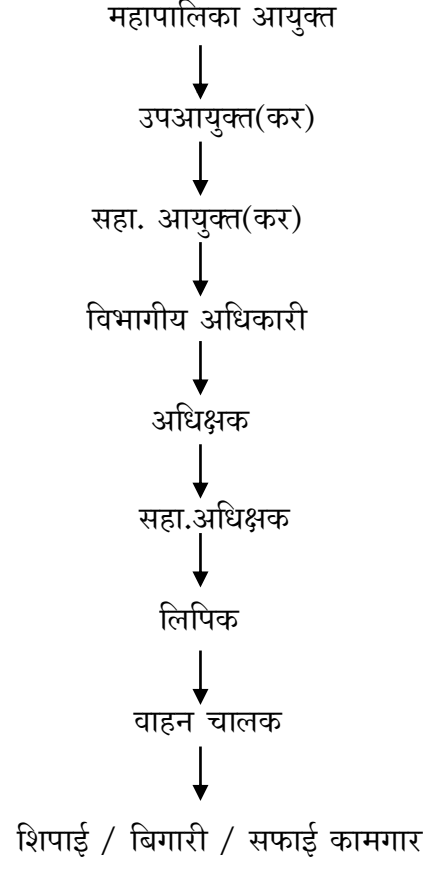 महापालिका आयुक्त
उपआयुक्त(कर)
सहा. आयुक्त(कर)
विभागीय अधिकारी
अधिक्षक
सहा.अधिक्षक
लिपिक
वाहन चालक
शिपाई / बिगारी / सफाई कामगार